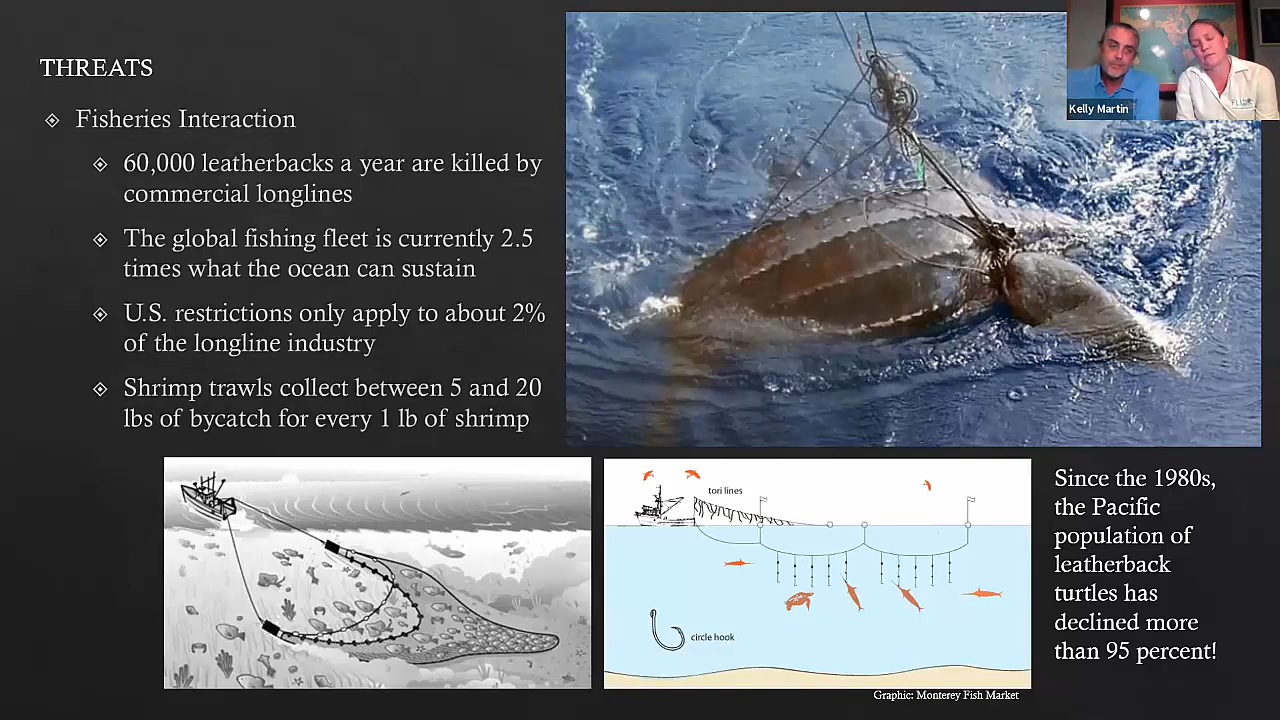 THREATS
Fisheries Interaction
60,000 leatherbacks a year are killed by
commercial longlines
The global fishing fleet is currently 2.5
times what the ocean can sustain
U.S. restrictions only apply to about 2%
of the longline industry
Shrimp trawls collect between 5 and 20
lbs of bycatch for every 1 lb of shrimp
Kelly Martin
tori lines
circle hook
Graphic: Monterey Fish Market
Since the 1980s,
the Pacific
population of
leatherback
turtles has
declined more
than 95 percent!